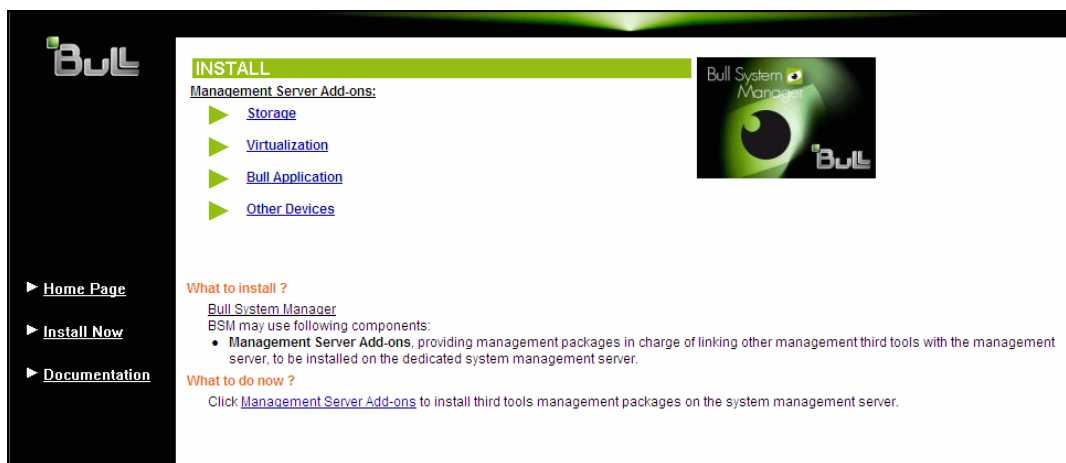 Bull
INSTALL
Management Server Add-ons:
Storage
Virtualization
Bull Application
Other Devices
Bull System
Manager
Bull
Home Page
Install Now
Documentation
What to install ?
Bull System Manager
BSM may use following components:
• Management Server Add-ons, providing management packages in charge of linking other management third tools with the management
server, to be installed on the dedicated system management server.
What to do now ?
Click Management Server Add-ons to install third tools management packages on the system management server.